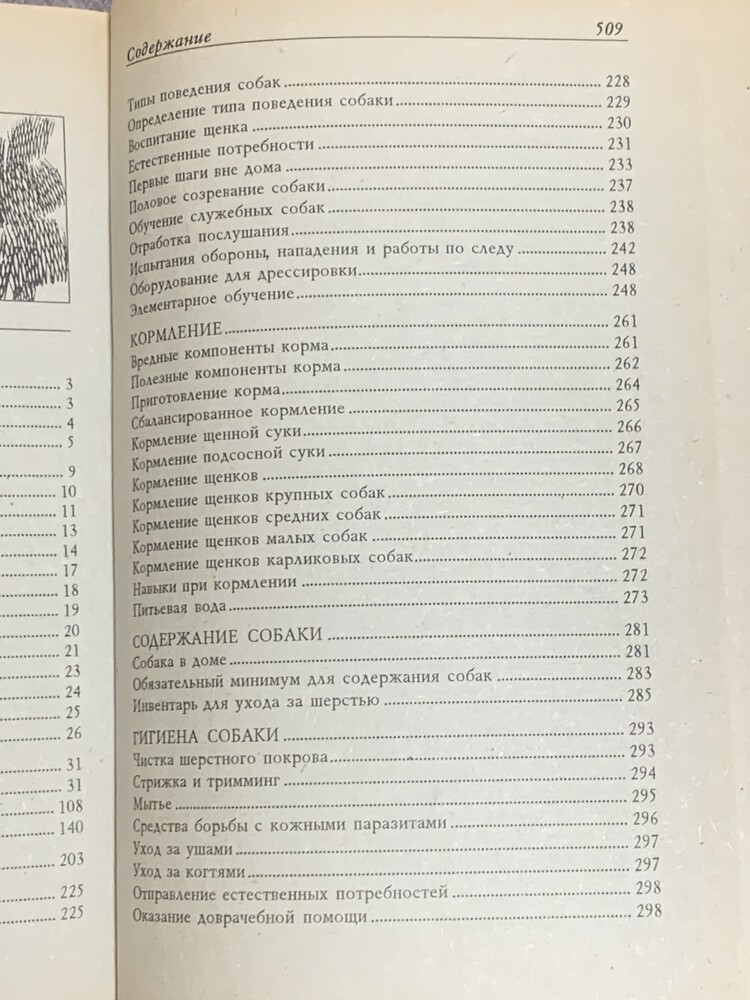 3
3
4
5
9
10
11
13
14
17
18
19
20
21
23
24
25
26
31
31
108
140
203
225
225
Содержание 509
Типы поведения собак 228
Определение типа поведения собаки 229
Воспитание щенка 230
Естественные потребности 231
Первые шаги вне дома 233
Половое созревание собаки 237
Обучение служебных собак 238
Отработка послушания 238
Испытания обороны, нападения и работы по следу 242
Оборудование для дрессировки 248
Элементарное обучение 248
КОРМЛЕНИЕ 261
Вредные компоненты корма 261
Полезные компоненты корма 262
Приготовление корма 264
Сбалансированное кормление 265
Кормление щенной суки 266
Кормление подсосной суки 267
Кормление щенков 268
Кормление щенков крупных собак 270
Кормление щенков средних собак 271
Кормление щенков малых собак 271
Кормление щенков карликовых собак 272
Навыки при кормлении 272
Питьевая вода 273
СОДЕРЖАНИЕ СОБАКИ 281
Собака в доме 281
Обязательный минимум для содержания собак 283
Инвентарь для ухода за шерстью 285
ГИГИЕНА СОБАКИ 293
Чистка шерстного покрова 293
Стрижка и тримминг 294
Мытье 295
Средства борьбы с кожными паразитами 296
Уход за ушами 297
Уход за когтями 297
Отправление естественных потребностей 298
Оказание доврачебной помощи 298